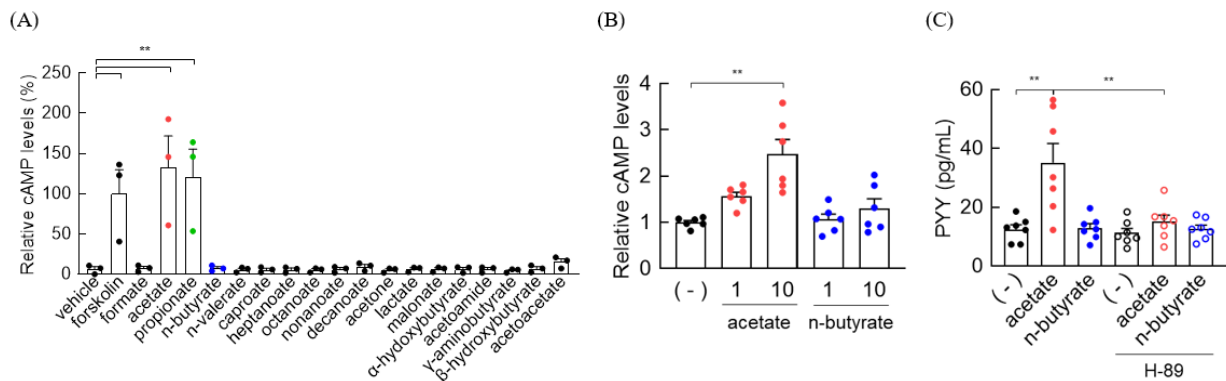 (A)
**
Relative cAMP levels (%)
250
200
150
100
50
0
vehicle
forskolin
formate
acetate
propionate
n-butyrate
n-valerate
caproate
heptanoate
octanoate
nonanoate
decanoate
acetone
lactate
malonate
α-hydoxybutyrate
acetoamide
γ-aminobutyrate
β-hydroxybutyrate
acetoacetate
(B)
**
Relative cAMP levels
4
3
2
1
0
(-) 1 10 1 10
acetate n-butyrate
(C)
** **
PYY (pg/mL)
60
40
20
0
(-)
acetate
n-butyrate
(-)
acetate
n-butyrate
H-89